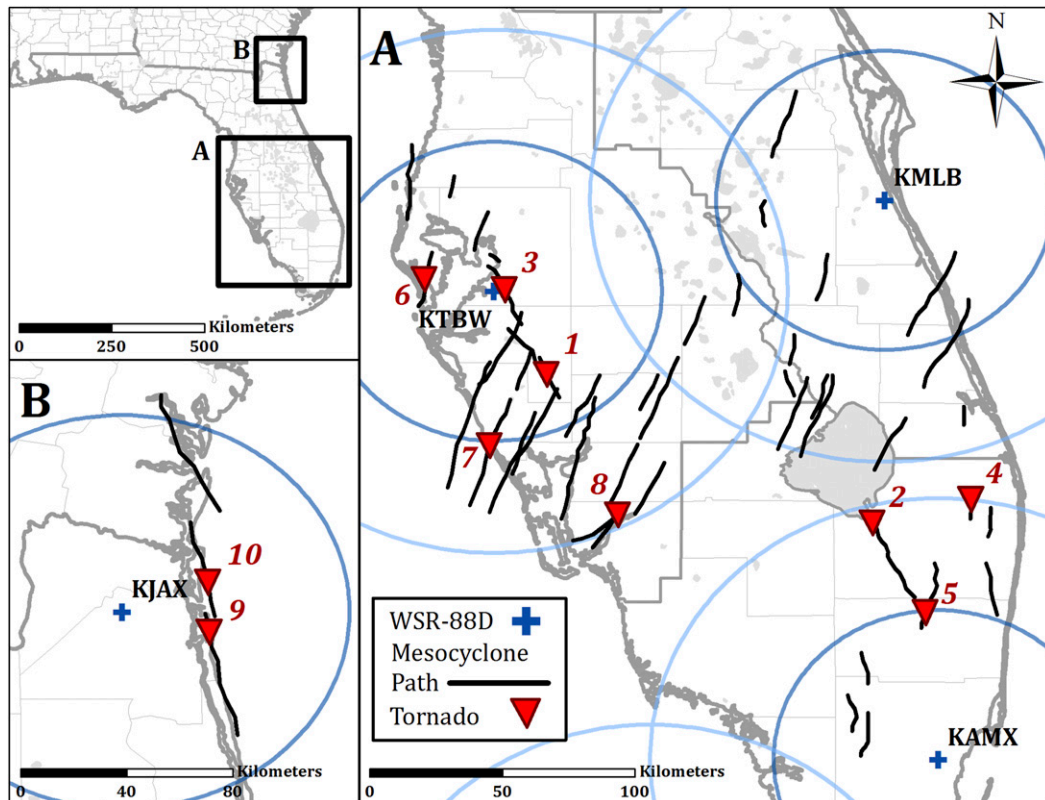 B
A
Kilometers
0 250 500
B
10
KJAX
9
Kilometers
0 40 80
A
N
KMLB
3
6
KTBW
1
7
8
4
2
5
WSR-88D
Mesocyclone
Path
Tornado
KAMX
Kilometers
0 50 100